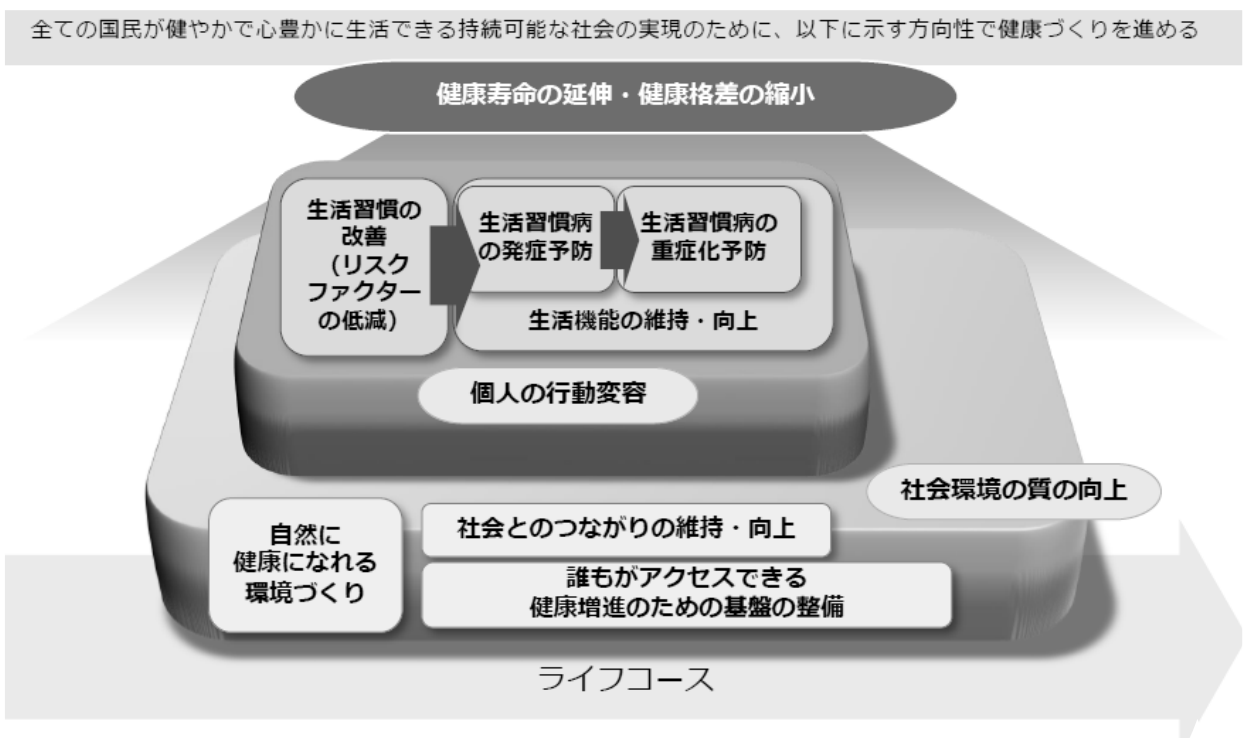 全ての国民が健やかで心豊かに生活できる持続可能な社会の実現のために、以下に示す方向性で健康づくりを進める
健康寿命の延伸・健康格差の縮小
生活習慣の
改善
（リスク
ファクター
の低減）
生活習慣病
の発症予防
生活習慣病の
重症化予防
生活機能の維持・向上
個人の行動変容
社会環境の質の向上
自然に
健康になれる
環境づくり
社会とのつながりの維持・向上
誰もがアクセスできる
健康増進のための基盤の整備
ライフコース